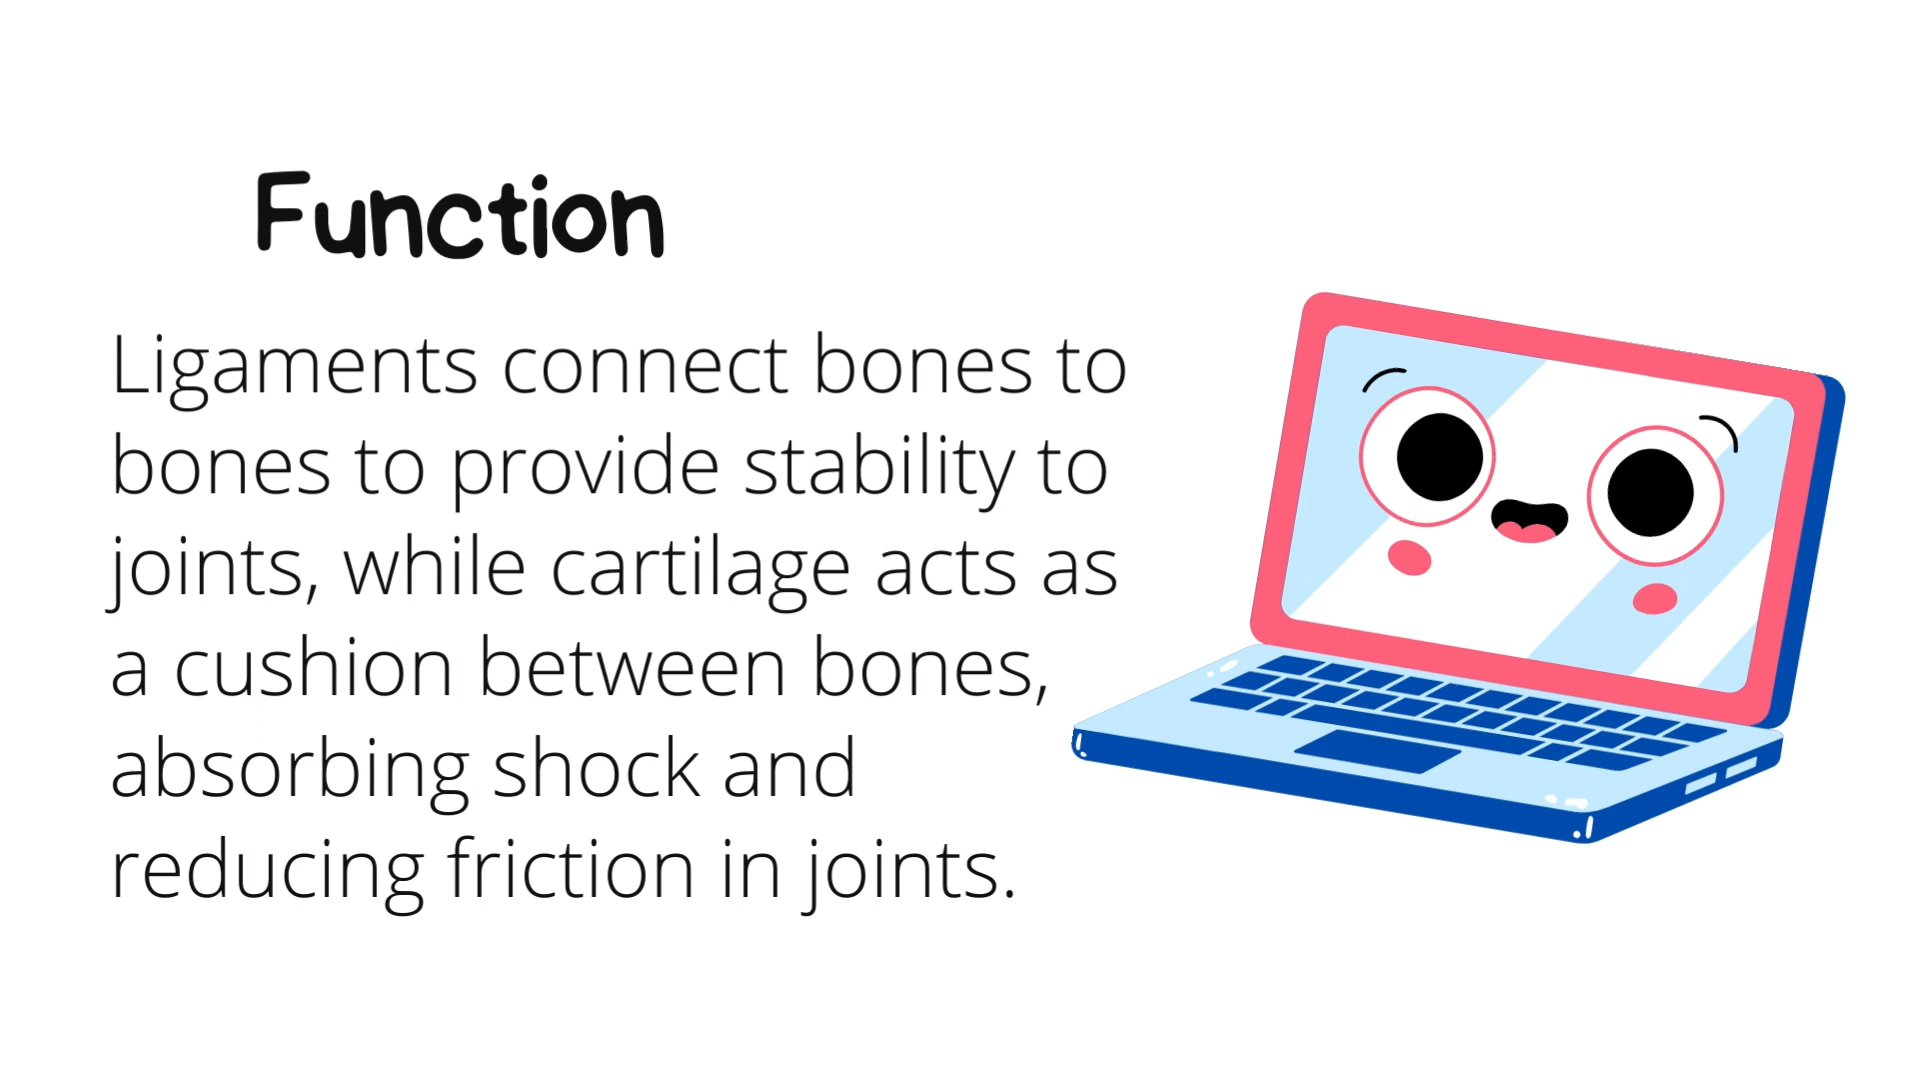 Function
Ligaments connect bones to
bones to provide stability to
joints, while cartilage acts as
a cushion between bones,
absorbing shock and
reducing friction in joints.